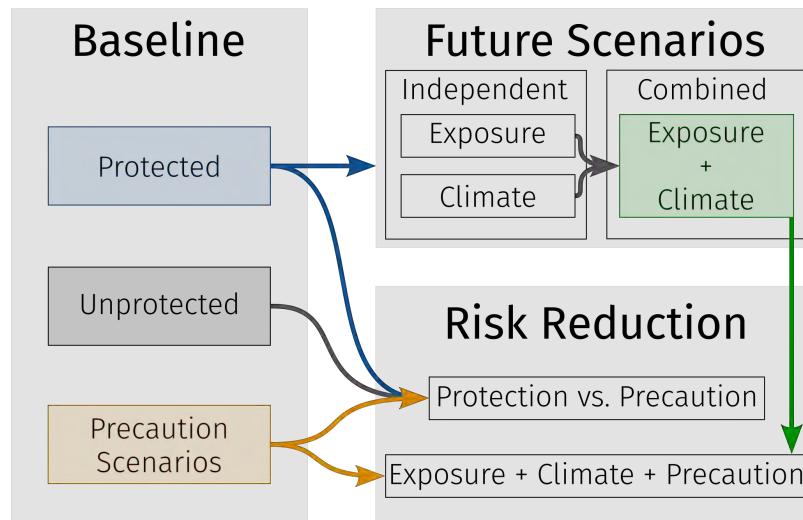 Baseline
Protected
Unprotected
Precaution
Scenarios
Future Scenarios
Independent
Exposure
Climate
Combined
Exposure
+
Climate
Risk Reduction
Protection vs. Precaution
Exposure + Climate + Precaution